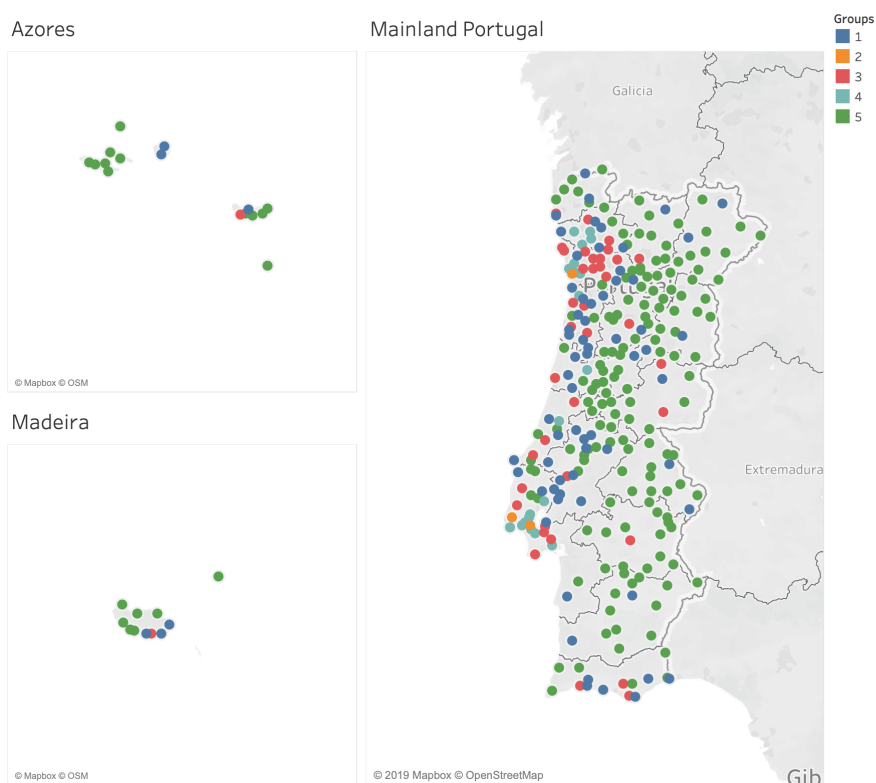 Azores
Mainland Portugal
Groups
1
2
3
4
5
Galicia
Extremadura
© Mapbox © OSM
Madeira
© Mapbox © OSM
© 2019 Mapbox © OpenStreetMap
Gib